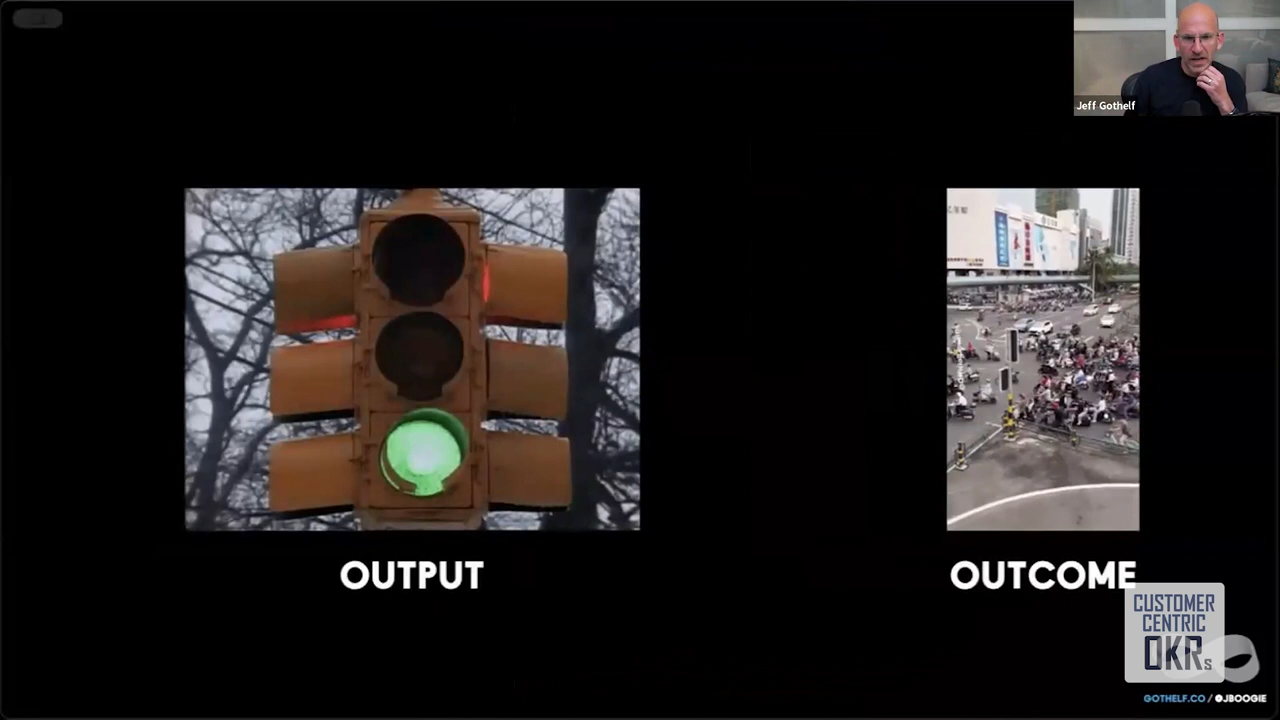 Jeff Gothelf
OUTPUT
OUTCOME
CUSTOMER
CENTRIC
OKRs
GOTHELF.CO / @JBOOGIE